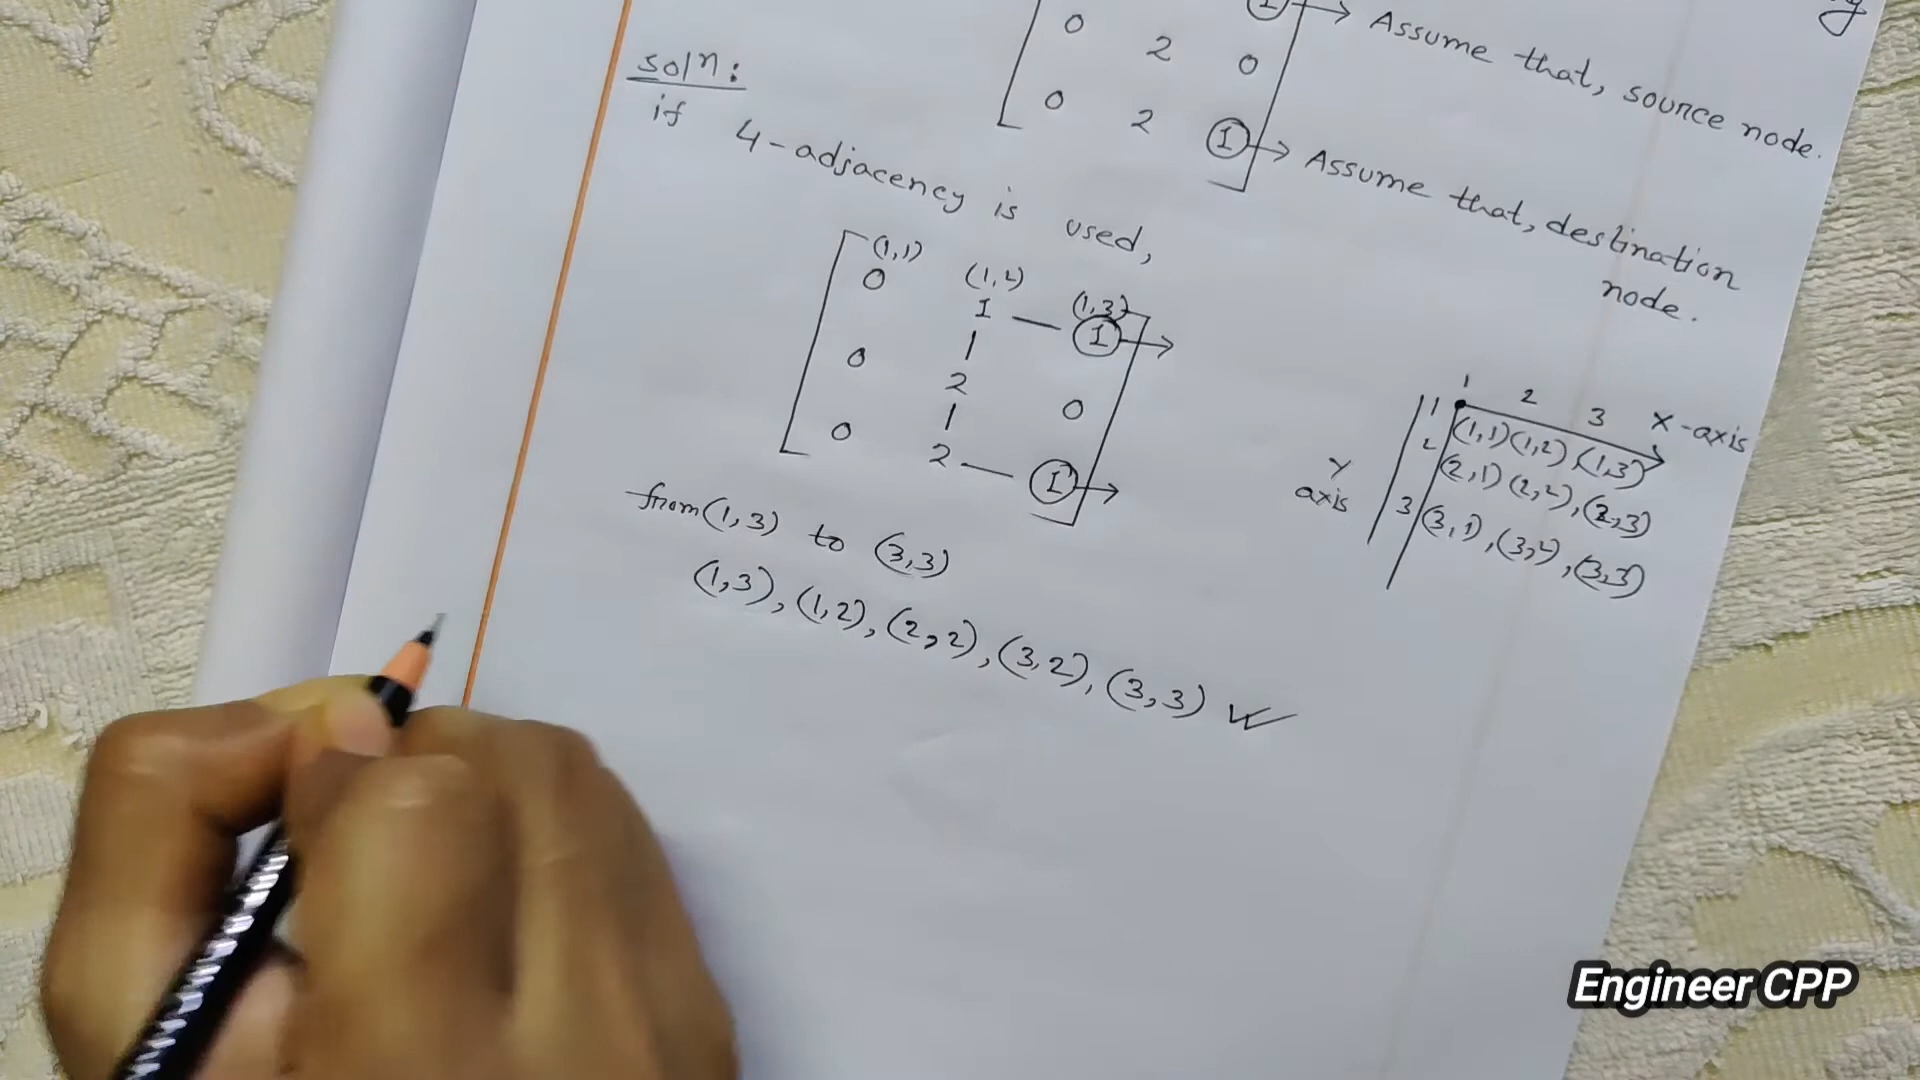 1 → Assume that, source node.
0 2 0
0 2 1 → Assume that, destination
node.
soln:
if 4-adjacency is used,
(1,1) (1,2) (1,3)
0 1 — 1 →
0 2 0
0 2 — 1 →
1 2 3 X-axis
1 (1,1) (1,2), (1,3)
2 (2,1) (2,2), (2,3)
Y
axis
3 (3,1), (3,2), (3,3)
from (1,3) to (3,3)
(1,3), (1,2), (2,2), (3,2), (3,3)
Engineer CPP